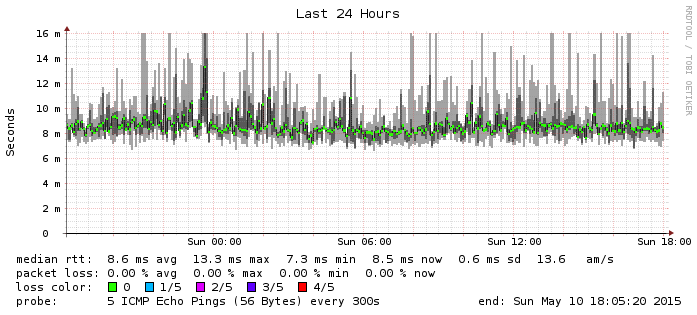 Last 24 Hours
RRDTOOL / TOBI OETIKER
Seconds
16 m
14 m
12 m
10 m
8 m
6 m
4 m
2 m
0
Sun 00:00 Sun 06:00 Sun 12:00 Sun 18:00
median rtt: 8.6 ms avg 13.3 ms max 7.3 ms min 8.5 ms now 0.6 ms sd 13.6 am/s
packet loss: 0.00 % avg 0.00 % max 0.00 % min 0.00 % now
loss color: 0 1/5 2/5 3/5 4/5
probe: 5 ICMP Echo Pings (56 Bytes) every 300s end: Sun May 10 18:05:20 2015